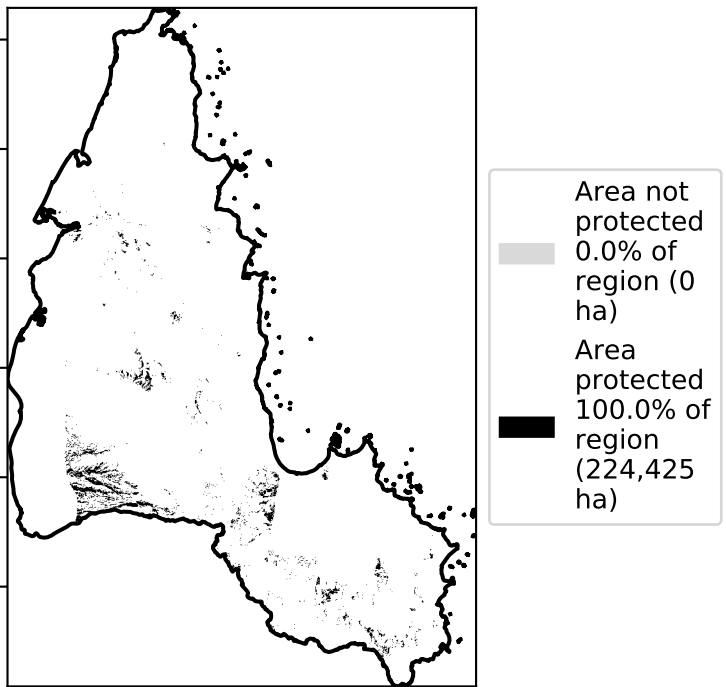 Area not
protected
0.0% of
region (0
ha)
Area
protected
100.0% of
region
(224,425
ha)